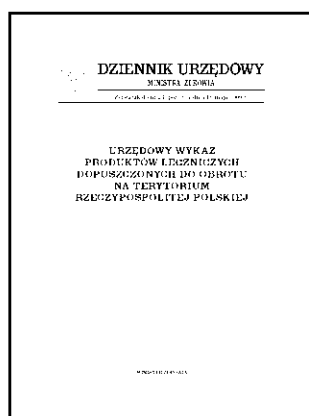 DZIENNIK URZĘDOWY
MINISTRA ZDROWIA
URZĘDOWY WYKAZ
PRODUKTÓW LECZNICZYCH
DOPUSZCZONYCH DO OBROTU
NA TERYTORIUM
RZECZYPOSPOLITEJ POLSKIEJ